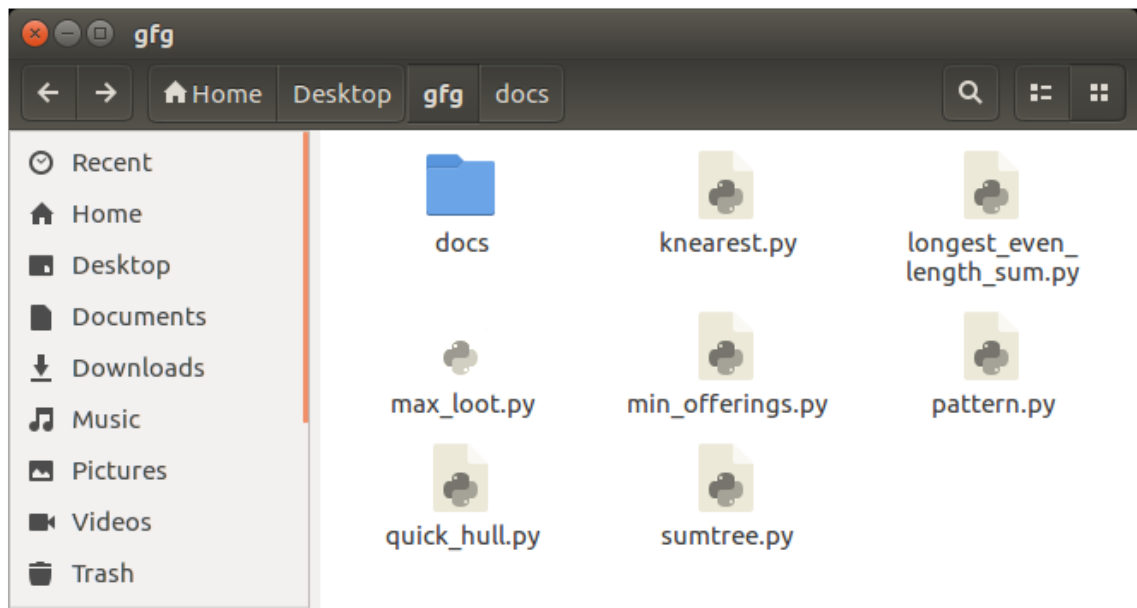 gfg
Home Desktop gfg docs
Recent
Home
Desktop
Documents
Downloads
Music
Pictures
Videos
Trash
docs knearest.py longest_even_
length_sum.py
max_loot.py min_offerings.py pattern.py
quick_hull.py sumtree.py